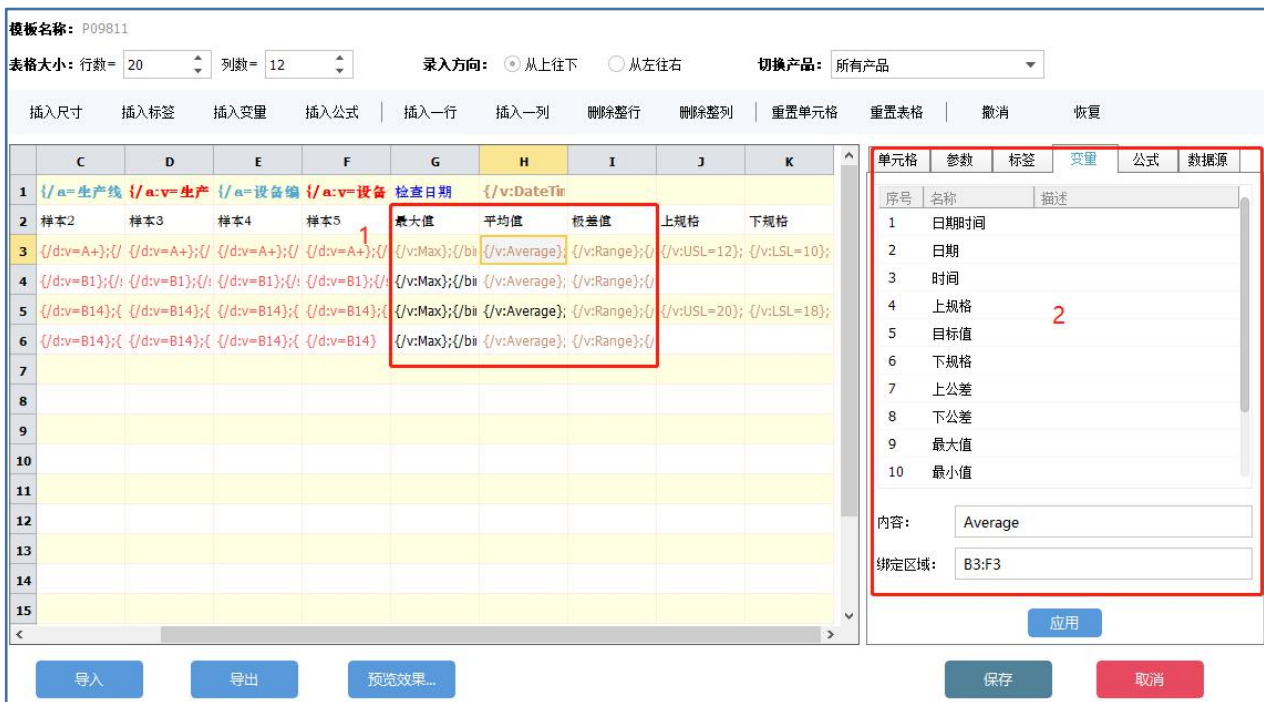 模板名称: P09811
表格大小: 行数= 20 列数= 12 录入方向: 从上往下 从左往右 切换产品: 所有产品
插入尺寸 插入标签 插入变量 插入公式 插入一行 插入一列 删除整行 删除整列 重置单元格 重置表格 撤消 恢复
C D E F G H I J K
1 {/a=生产线 {/a:v=生产 {/a=设备编 {/a:v=设备 检查日期 {/v:DateTin
2 样本2 样本3 样本4 样本5 最大值 平均值 极差值 上规格 下规格
1
3 {/d:v=A+};{/ {/d:v=A+};{/ {/d:v=A+};{/ {/d:v=A+};{/ {/v:Max};{/bi {/v:Average}; {/v:Range};{/ {/v:USL=12}; {/v:LSL=10};
4 {/d:v=B1};{/s {/d:v=B1};{/s {/d:v=B1};{/s {/d:v=B1};{/s {/v:Max};{/bi {/v:Average}; {/v:Range};{/
5 {/d:v=B14};{ {/d:v=B14};{ {/d:v=B14};{ {/d:v=B14};{ {/v:Max};{/bi {/v:Average}; {/v:Range};{/ {/v:USL=20}; {/v:LSL=18};
6 {/d:v=B14};{ {/d:v=B14};{ {/d:v=B14};{ {/d:v=B14} {/v:Max};{/bi {/v:Average}; {/v:Range};{/
7
8
9
10
11
12
13
14
15
单元格 参数 标签 变量 公式 数据源
序号 名称 描述
1 日期时间
2 日期
3 时间
4 上规格
2
5 目标值
6 下规格
7 上公差
8 下公差
9 最大值
10 最小值
内容: Average
绑定区域: B3:F3
应用
导入 导出 预览效果... 保存 取消